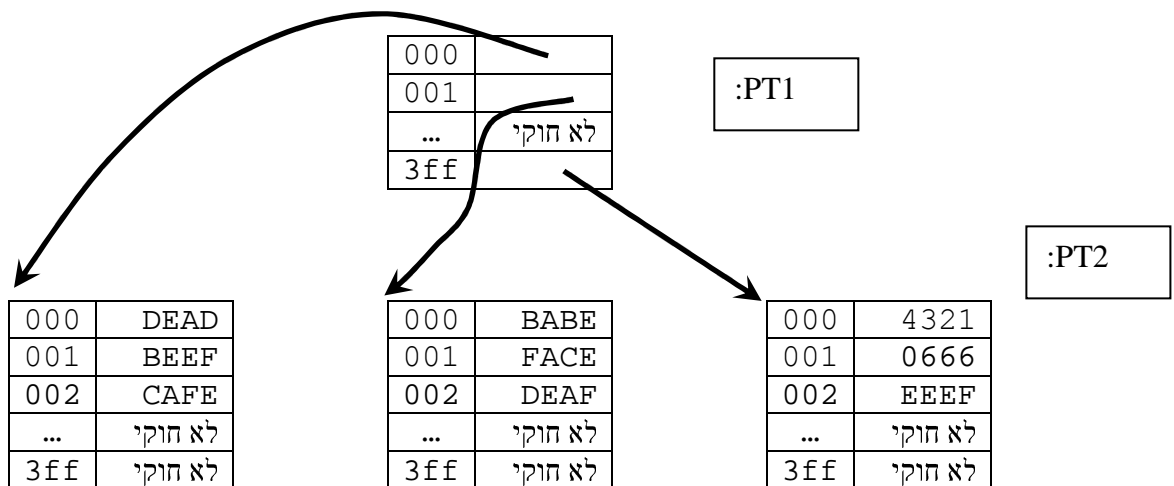 000
001
:PT1
... לא חוקי
3ff
:PT2
000 DEAD
001 BEEF
002 CAFE
... לא חוקי
3ff לא חוקי
000 BABE
001 FACE
002 DEAF
... לא חוקי
3ff לא חוקי
000 4321
001 0666
002 EEEF
... לא חוקי
3ff לא חוקי